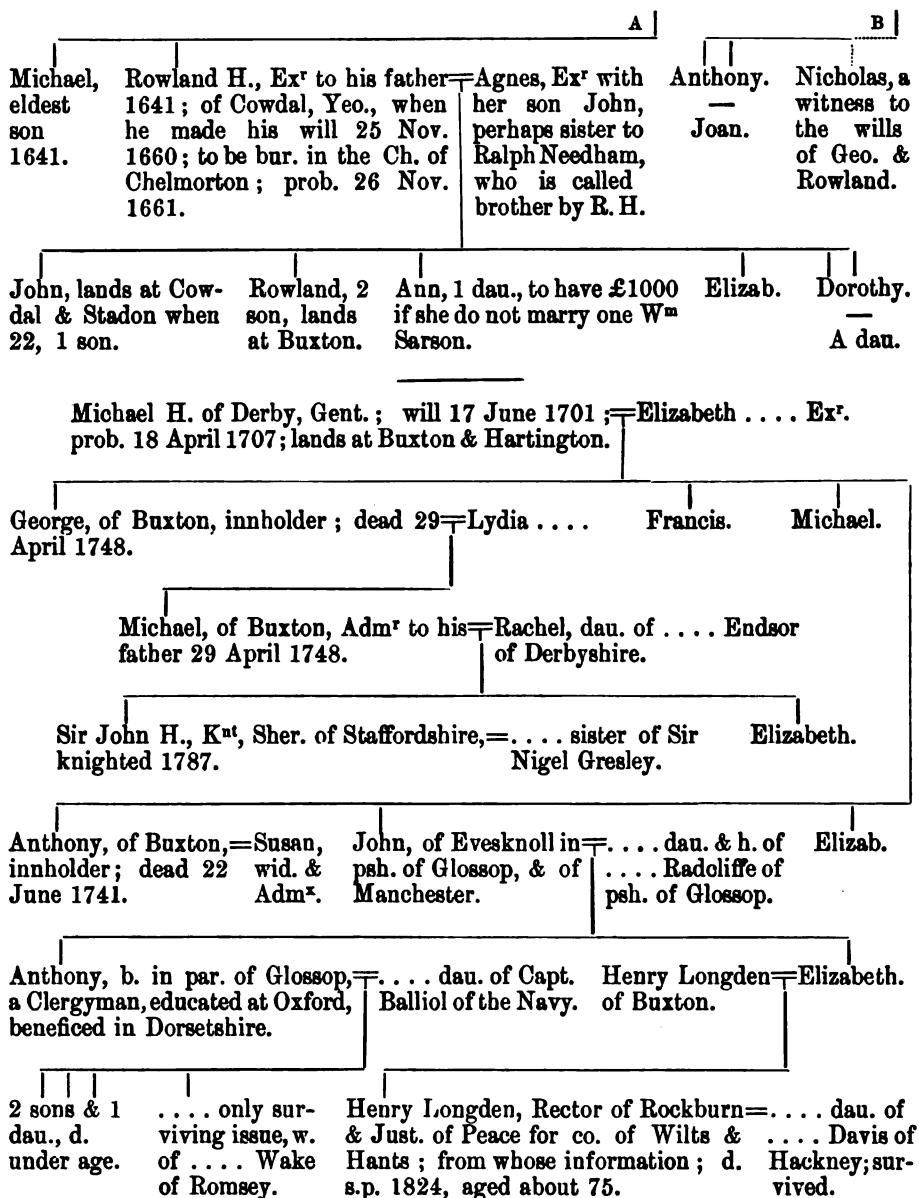 A B
Michael,
eldest
son
1641.
Rowland H., Exʳ to his father
1641; of Cowdal, Yeo., when
he made his will 25 Nov.
1660; to be bur. in the Ch. of
Chelmorton; prob. 26 Nov.
1661.
Agnes, Exʳ with
her son John,
perhaps sister to
Ralph Needham,
who is called
brother by R. H.
Anthony.
—
Joan.
Nicholas, a
witness to
the wills
of Geo. &
Rowland.
John, lands at Cow-
dal & Stadon when
22, 1 son.
Rowland, 2
son, lands
at Buxton.
Ann, 1 dau., to have £1000
if she do not marry one Wᵐ
Sarson.
Elizab.
Dorothy.
—
A dau.
Michael H. of Derby, Gent.; will 17 June 1701;
prob. 18 April 1707; lands at Buxton & Hartington.
Elizabeth .... Exʳ.
George, of Buxton, innholder; dead 29
April 1748.
Lydia ....
Francis.
Michael.
Michael, of Buxton, Admʳ to his
father 29 April 1748.
Rachel, dau. of .... Endsor
of Derbyshire.
Sir John H., Kⁿᵗ, Sher. of Staffordshire,=
knighted 1787.
.... sister of Sir
Nigel Gresley.
Elizabeth.
Anthony, of Buxton,=
innholder; dead 22
June 1741.
Susan,
wid. &
Admˣ.
John, of Evesknoll in
psh. of Glossop, & of
Manchester.
.... dau. & h. of
.... Radcliffe of
psh. of Glossop.
Elizab.
Anthony, b. in par. of Glossop,
a Clergyman, educated at Oxford,
beneficed in Dorsetshire.
.... dau. of Capt.
Balliol of the Navy.
Henry Longden
of Buxton.
Elizabeth.
2 sons & 1
dau., d.
under age.
.... only sur-
viving issue, w.
of .... Wake
of Romsey.
Henry Longden, Rector of Rockburn=
& Just. of Peace for co. of Wilts &
Hants; from whose information; d.
s.p. 1824, aged about 75.
.... dau. of
.... Davis of
Hackney; sur-
vived.